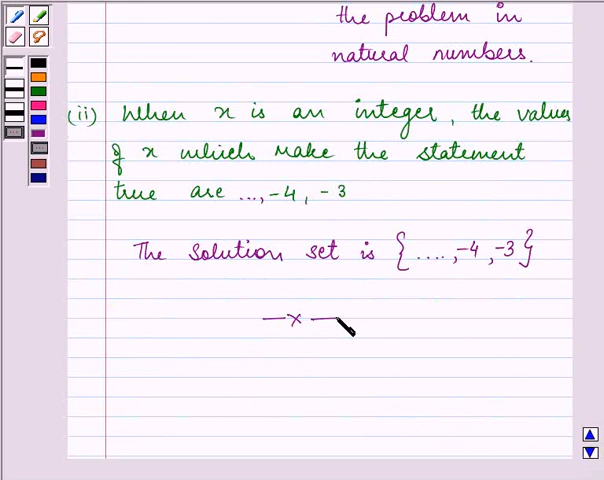 the problem in
natural numbers.
(ii) When x is an integer, the values
of x which make the statement
true are ..., -4, -3
The solution set is {...., -4, -3}
—x—